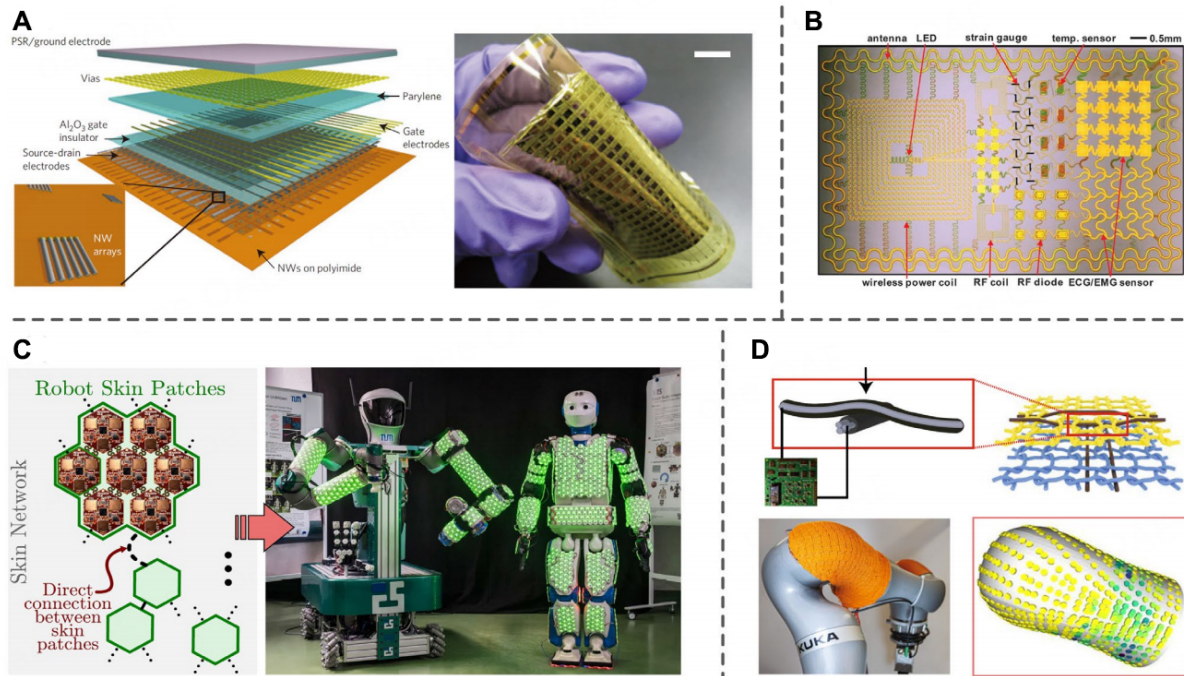 A
PSR/ground electrode
Vias
Parylene
Al₂O₃ gate
insulator
Gate
electrodes
Source-drain
electrodes
NW
arrays
NWs on polyimide
B
antenna
LED
strain gauge
temp. sensor
0.5mm
wireless power coil
RF coil
RF diode
ECG/EMG sensor
C
Robot Skin Patches
Skin Network
Direct
connection
between
skin
patches
TUM
D
KUKA